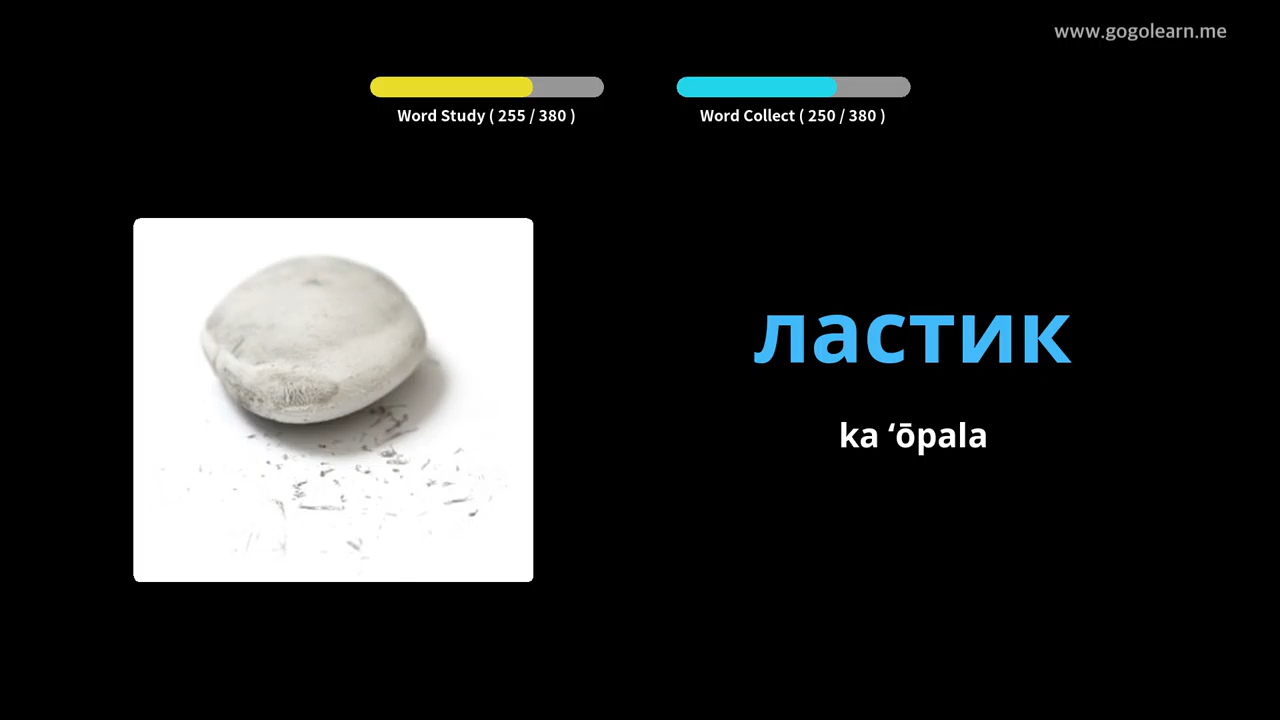 www.gogolearn.me
Word Study ( 255 / 380 )
Word Collect ( 250 / 380 )
ластик
ka ʻōpala